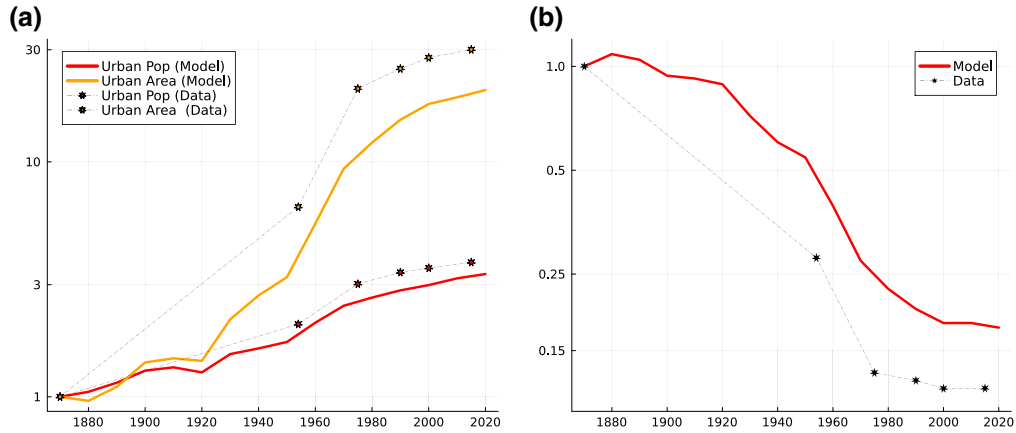 (a)
30
10
3
1
Urban Pop (Model)
Urban Area (Model)
Urban Pop (Data)
Urban Area (Data)
1880 1900 1920 1940 1960 1980 2000 2020
(b)
1.0
0.5
0.25
0.15
Model
Data
1880 1900 1920 1940 1960 1980 2000 2020